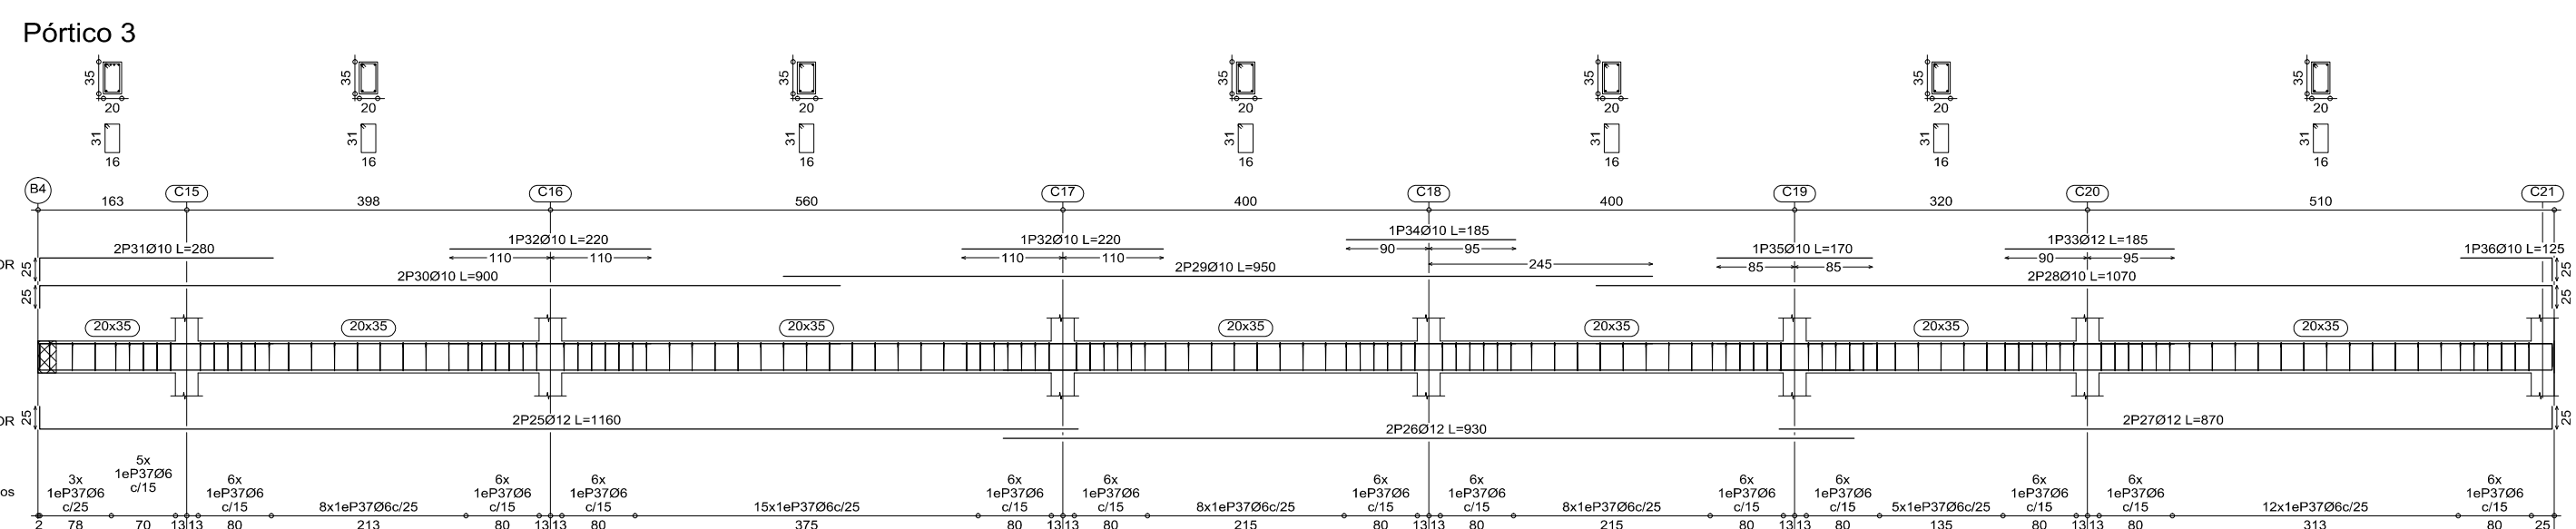 Pórtico 3
35 35 35 35 35 35 35
20 20 20 20 20 20 20
31 31 31 31 31 31 31
16 16 16 16 16 16 16
B4 C15 C16 C17 C18 C19 C20 C21
163 398 560 400 400 320 510
1P34Ø10 L=185
1P32Ø10 L=220 1P32Ø10 L=220 1P33Ø12 L=185
2P31Ø10 L=280 90 95 1P35Ø10 L=170 1P36Ø10 L=125
110 110 110 110 90 95
OR 25 245 25
2P29Ø10 L=950 85 85
2P30Ø10 L=900 2P28Ø10 L=1070
25 25
20x35 20x35 20x35 20x35 20x35 20x35 20x35
OR 25 2P25Ø12 L=1160 2P27Ø12 L=870 25
2P26Ø12 L=930
5x
3x 1eP37Ø6 6x 6x 6x 6x 6x 6x 6x 6x 6x 6x 6x 6x
os 1eP37Ø6 c/15 1eP37Ø6 1eP37Ø6 1eP37Ø6 1eP37Ø6 1eP37Ø6 1eP37Ø6 1eP37Ø6 1eP37Ø6 1eP37Ø6 1eP37Ø6 1eP37Ø6 1eP37Ø6
c/25 c/15 8x1eP37Ø6c/25 c/15 c/15 15x1eP37Ø6c/25 c/15 c/15 8x1eP37Ø6c/25 c/15 c/15 8x1eP37Ø6c/25 c/15 c/15 5x1eP37Ø6c/25 c/15 c/15 12x1eP37Ø6c/25 c/15
2 78 70 13 13 80 213 80 13 13 80 375 80 13 13 80 215 80 13 13 80 215 80 13 13 80 135 80 13 13 80 313 80 25